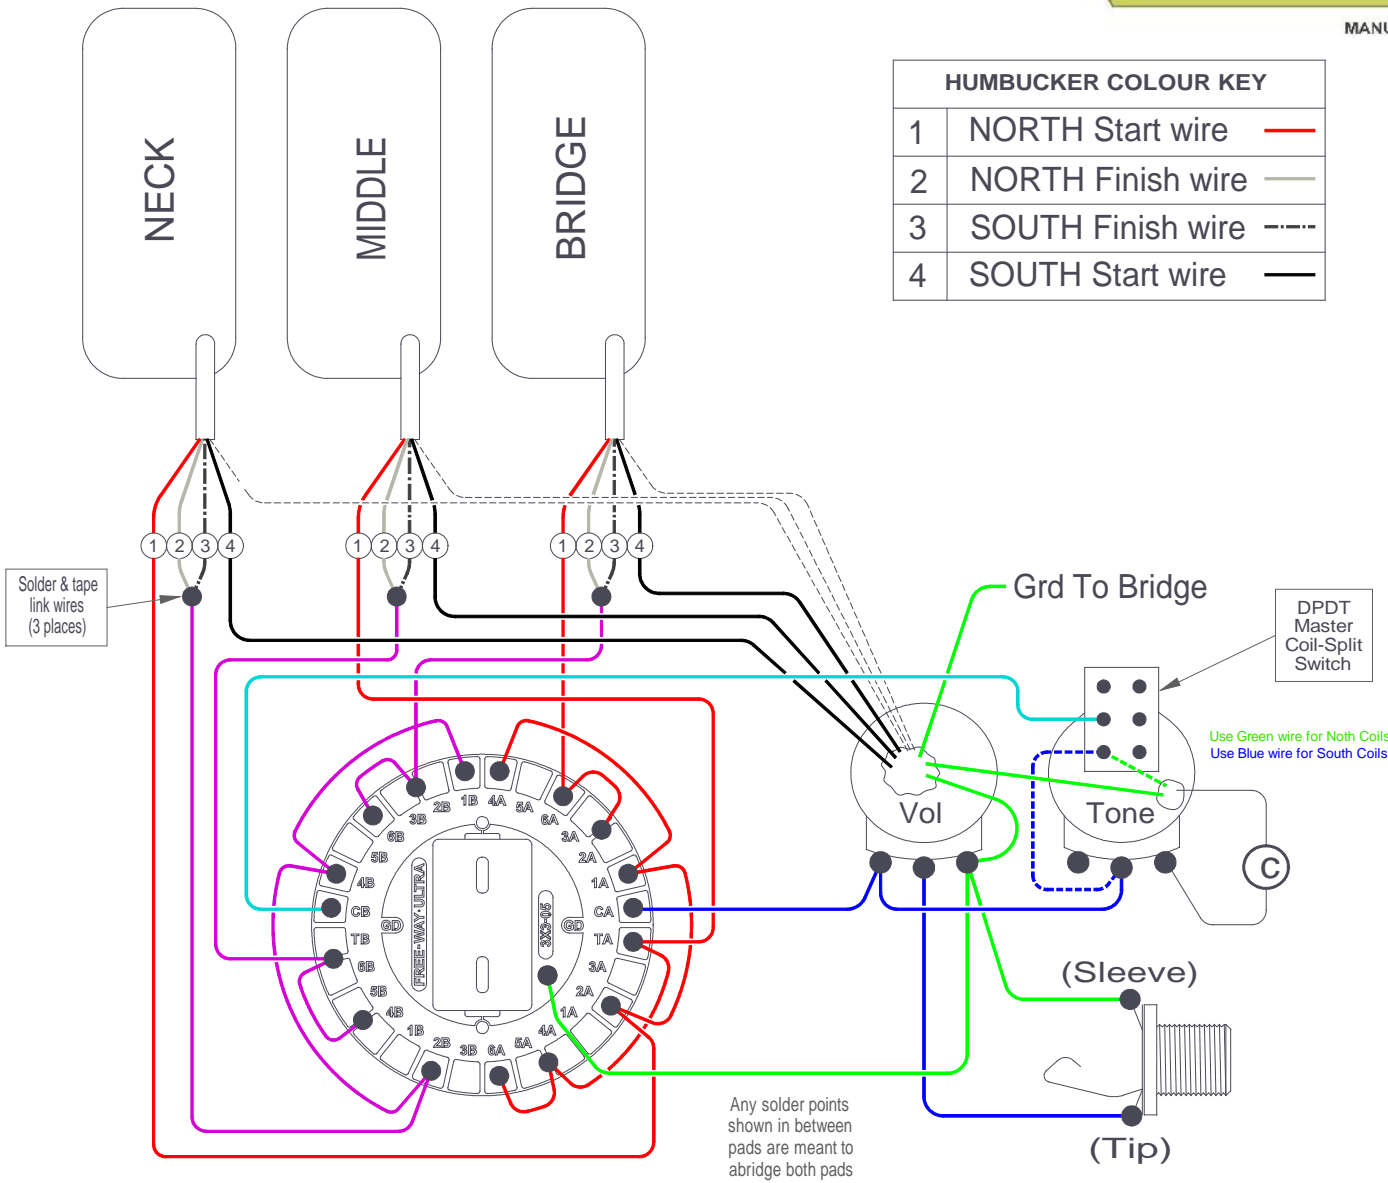 MANU
HUMBUCKER COLOUR KEY
1 NORTH Start wire
2 NORTH Finish wire
3 SOUTH Finish wire
4 SOUTH Start wire
NECK
MIDDLE
BRIDGE
1 2 3 4
1 2 3 4
1 2 3 4
Solder & tape
link wires
(3 places)
Grd To Bridge
DPDT
Master
Coil-Split
Switch
Use Green wire for Noth Coils
Use Blue wire for South Coils
Vol
Tone
C
1B
2B
3B
6B
5B
4B
CB
TB
6B
5B
4B
1B
2B
3B
4A
5A
6A
3A
2A
1A
CA
TA
3A
2A
1A
4A
5A
6A
GD
GD
FREE-WAY-ULTRA
3X3-05
(Sleeve)
(Tip)
Any solder points
shown in between
pads are meant to
abridge both pads